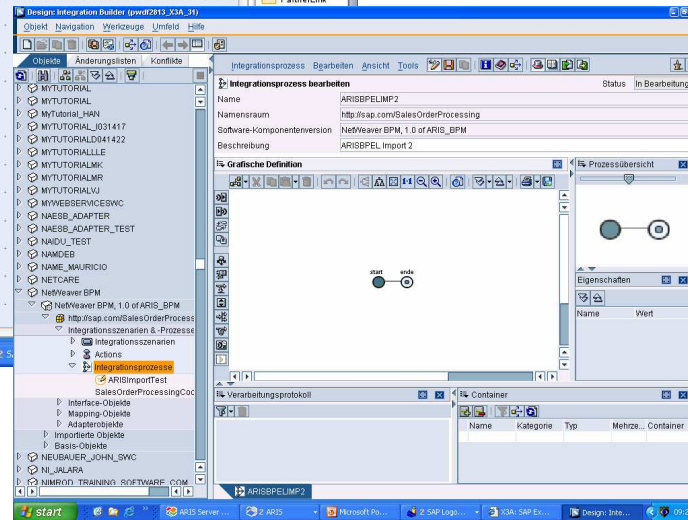 PartnerLink
Design: Integration Builder (pwdf2813_X3A_31)
Objekt Navigation Werkzeuge Umfeld Hilfe
Objekte Änderungslisten Konflikte
Integrationsprozess Bearbeiten Ansicht Tools
Integrationsprozess bearbeiten
Status In Bearbeitung
Name ARISBPELIMP2
Namensraum http://sap.com/SalesOrderProcessing
Software-Komponentenversion NetWeaver BPM, 1.0 of ARIS_BPM
Beschreibung ARISBPEL Import 2
MYTUTORIAL
MYTUTORIAL
MyTutorial_HAN
MYTUTORIAL_I031417
MYTUTORIALD041422
MYTUTORIALLLE
MYTUTORIALMK
MYTUTORIALMR
MYTUTORIALVJ
MYWEBSERVICESWC
NAESB_ADAPTER
NAESB_ADAPTER_TEST
NAIDU_TEST
NAMDEB
NAME_MAURICIO
NETCARE
NetWeaver BPM
NetWeaver BPM, 1.0 of ARIS_BPM
http://sap.com/SalesOrderProcess
Integrationsszenarien & -Prozesse
Integrationsszenarien
Actions
Integrationsprozesse
ARISImportTest
SalesOrderProcessingCoc
Interface-Objekte
Mapping-Objekte
Adapterobjekte
Importierte Objekte
Basis-Objekte
NEUBAUER_JOHN_SWC
NI_JALARA
NIMROD_TRAINING_SOFTWARE_COM
Grafische Definition
1:1
start ende
Prozessübersicht
Eigenschaften
Name Wert
Verarbeitungsprotokoll
Container
Name Kategorie Typ Mehrze... Container
ARISBPELIMP2
start ARIS Server ... 2 ARIS Microsoft Po... 2 SAP Logo... X3A: SAP Ex... Design: Inte...